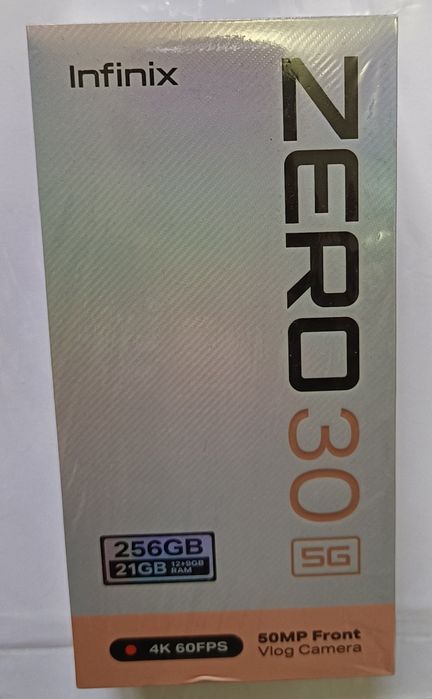 Infinix
ZERO 30
5G
256GB
21GB 12+9GB RAM
4K 60FPS
50MP Front
Vlog Camera